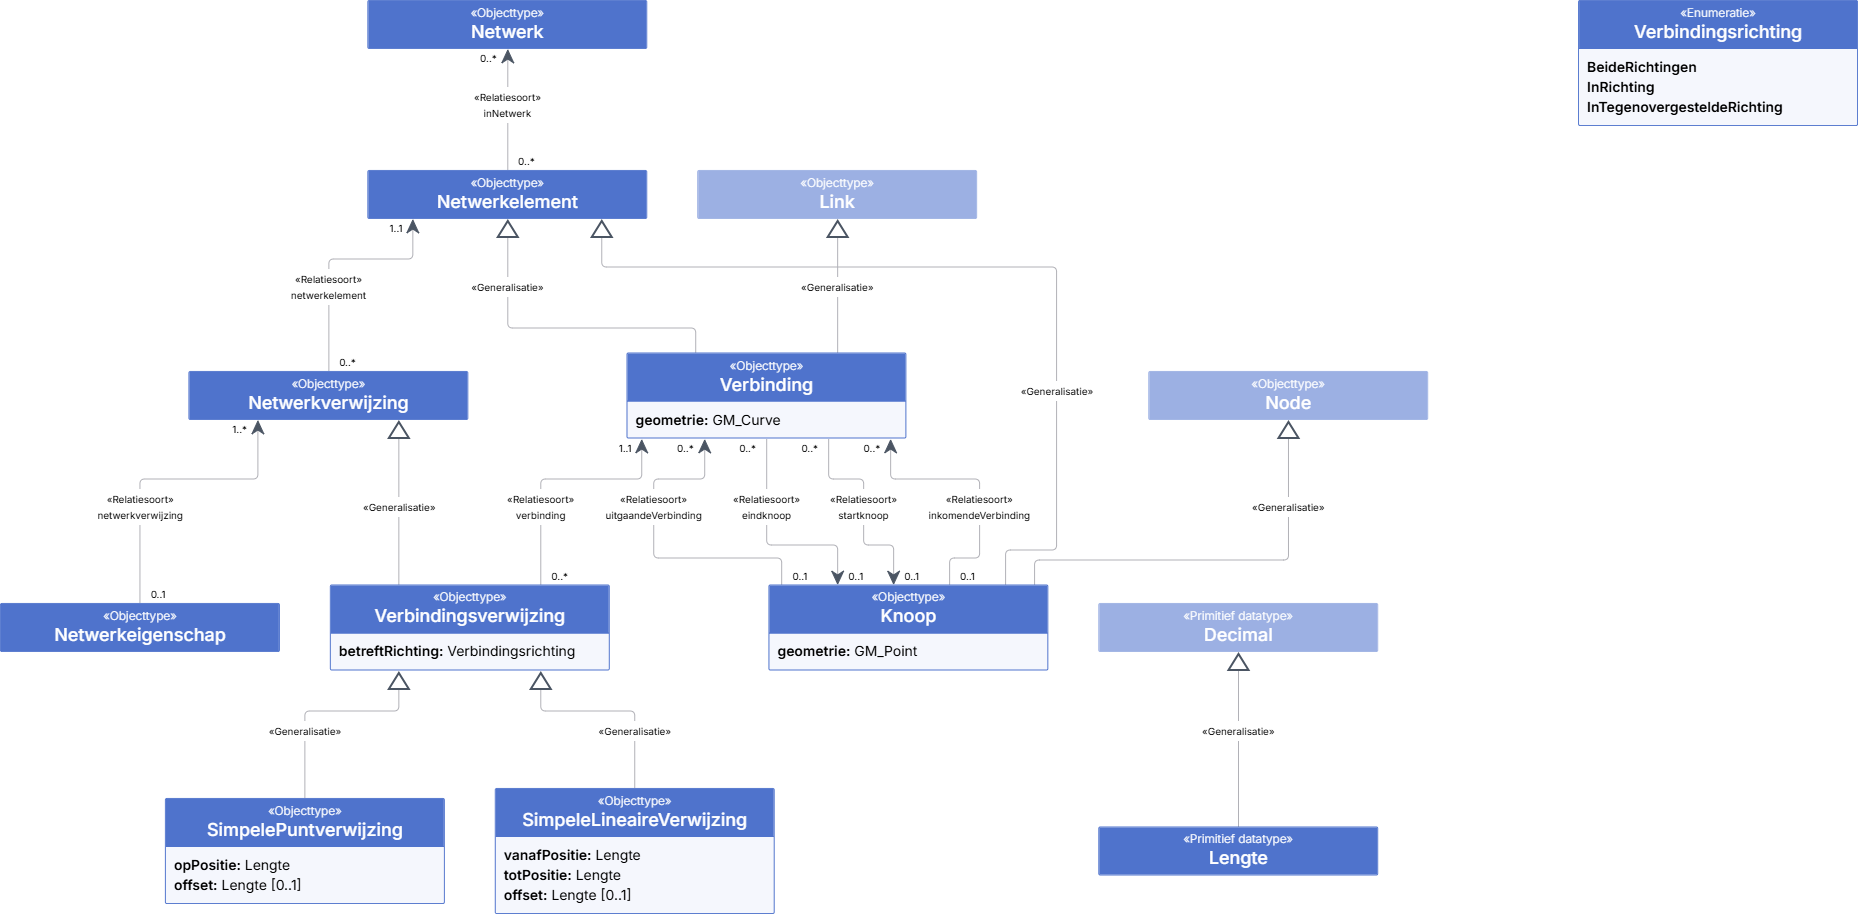 «Objecttype»
Netwerk
«Enumeratie»
Verbindingsrichting
BeideRichtingen
InRichting
InTegenovergesteldeRichting
0..*
«Relatiesoort»
inNetwerk
0..*
«Objecttype»
Netwerkelement
«Objecttype»
Link
1..1
«Relatiesoort»
netwerkelement
«Generalisatie»
«Generalisatie»
0..*
«Objecttype»
Netwerkverwijzing
«Objecttype»
Verbinding
geometrie: GM_Curve
«Generalisatie»
«Objecttype»
Node
1..*
1..1
0..*
0..*
0..*
0..*
«Relatiesoort»
netwerkverwijzing
«Generalisatie»
«Relatiesoort»
verbinding
«Relatiesoort»
uitgaandeVerbinding
«Relatiesoort»
eindknoop
«Relatiesoort»
startknoop
«Relatiesoort»
inkomendeVerbinding
«Generalisatie»
0..1
0..*
0..1
0..1
0..1
0..1
«Objecttype»
Netwerkeigenschap
«Objecttype»
Verbindingsverwijzing
betreftRichting: Verbindingsrichting
«Objecttype»
Knoop
geometrie: GM_Point
«Primitief datatype»
Decimal
«Generalisatie»
«Generalisatie»
«Generalisatie»
«Objecttype»
SimpelePuntverwijzing
opPositie: Lengte
offset: Lengte [0..1]
«Objecttype»
SimpeleLineaireVerwijzing
vanafPositie: Lengte
totPositie: Lengte
offset: Lengte [0..1]
«Primitief datatype»
Lengte